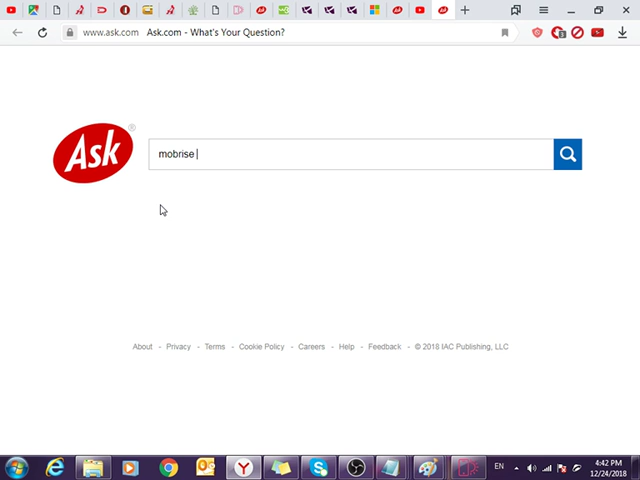 www.ask.com Ask.com - What's Your Question?
Ask
mobrise
About - Privacy - Terms - Cookie Policy - Careers - Help - Feedback - © 2018 IAC Publishing, LLC
EN
4:42 PM
12/24/2018